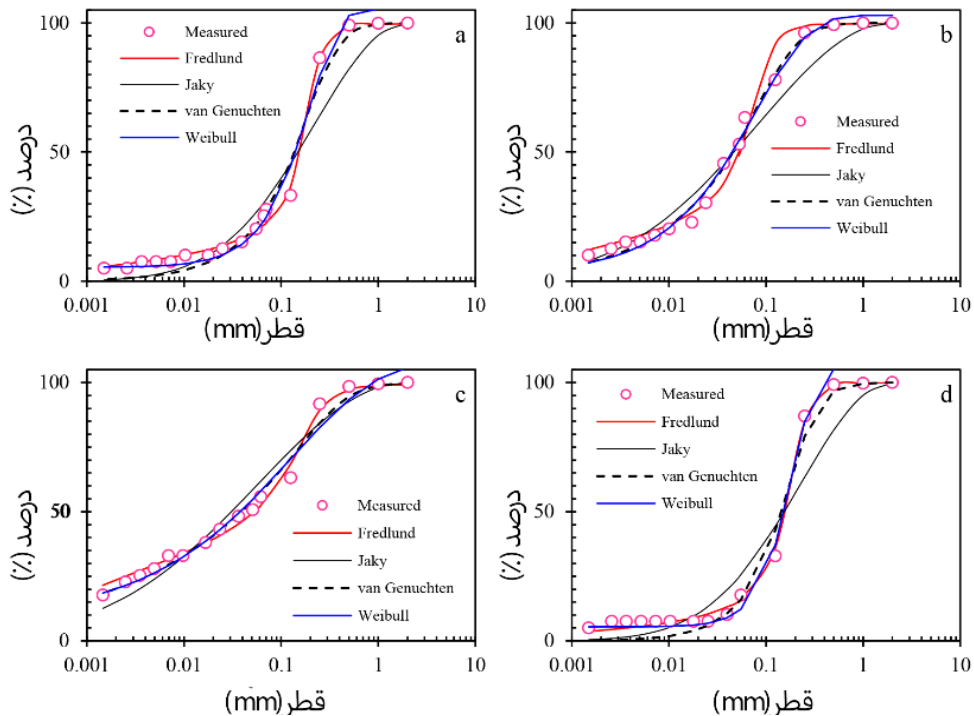 100
50
0
درصد (٪)
a
Measured
Fredlund
Jaky
van Genuchten
Weibull
0.001 0.01 0.1 1 10
قطر(mm)
100
50
0
درصد (٪)
b
Measured
Fredlund
Jaky
van Genuchten
Weibull
0.001 0.01 0.1 1 10
قطر(mm)
100
50
0
درصد (٪)
c
Measured
Fredlund
Jaky
van Genuchten
Weibull
0.001 0.01 0.1 1 10
قطر(mm)
100
50
0
درصد (٪)
d
Measured
Fredlund
Jaky
van Genuchten
Weibull
0.001 0.01 0.1 1 10
قطر(mm)